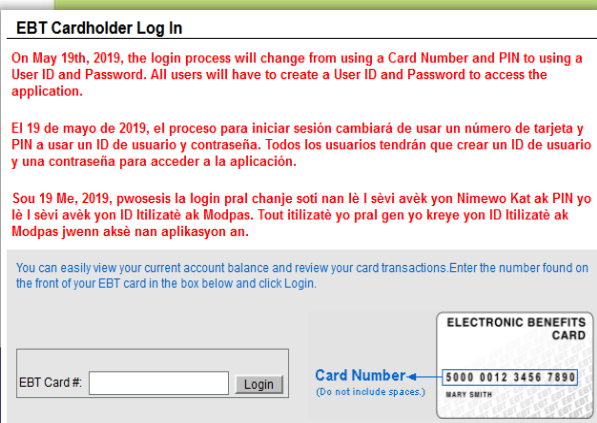 EBT Cardholder Log In
On May 19th, 2019, the login process will change from using a Card Number and PIN to using a
User ID and Password. All users will have to create a User ID and Password to access the
application.
El 19 de mayo de 2019, el proceso para iniciar sesión cambiará de usar un número de tarjeta y
PIN a usar un ID de usuario y contraseña. Todos los usuarios tendrán que crear un ID de usuario
y una contraseña para acceder a la aplicación.
Sou 19 Me, 2019, pwosesis la login pral chanje soti nan lè I sèvi avèk yon Nimewo Kat ak PIN yo
lè I sèvi avèk yon ID Itilizatè ak Modpas. Tout itilizatè yo pral gen yo kreye yon ID Itilizatè ak
Modpas jwenn aksè nan aplikasyon an.
You can easily view your current account balance and review your card transactions.Enter the number found on
the front of your EBT card in the box below and click Login.
ELECTRONIC BENEFITS
CARD
EBT Card #:
Login
Card Number
5000 0012 3456 7890
(Do not include spaces.)
MARY SMITH